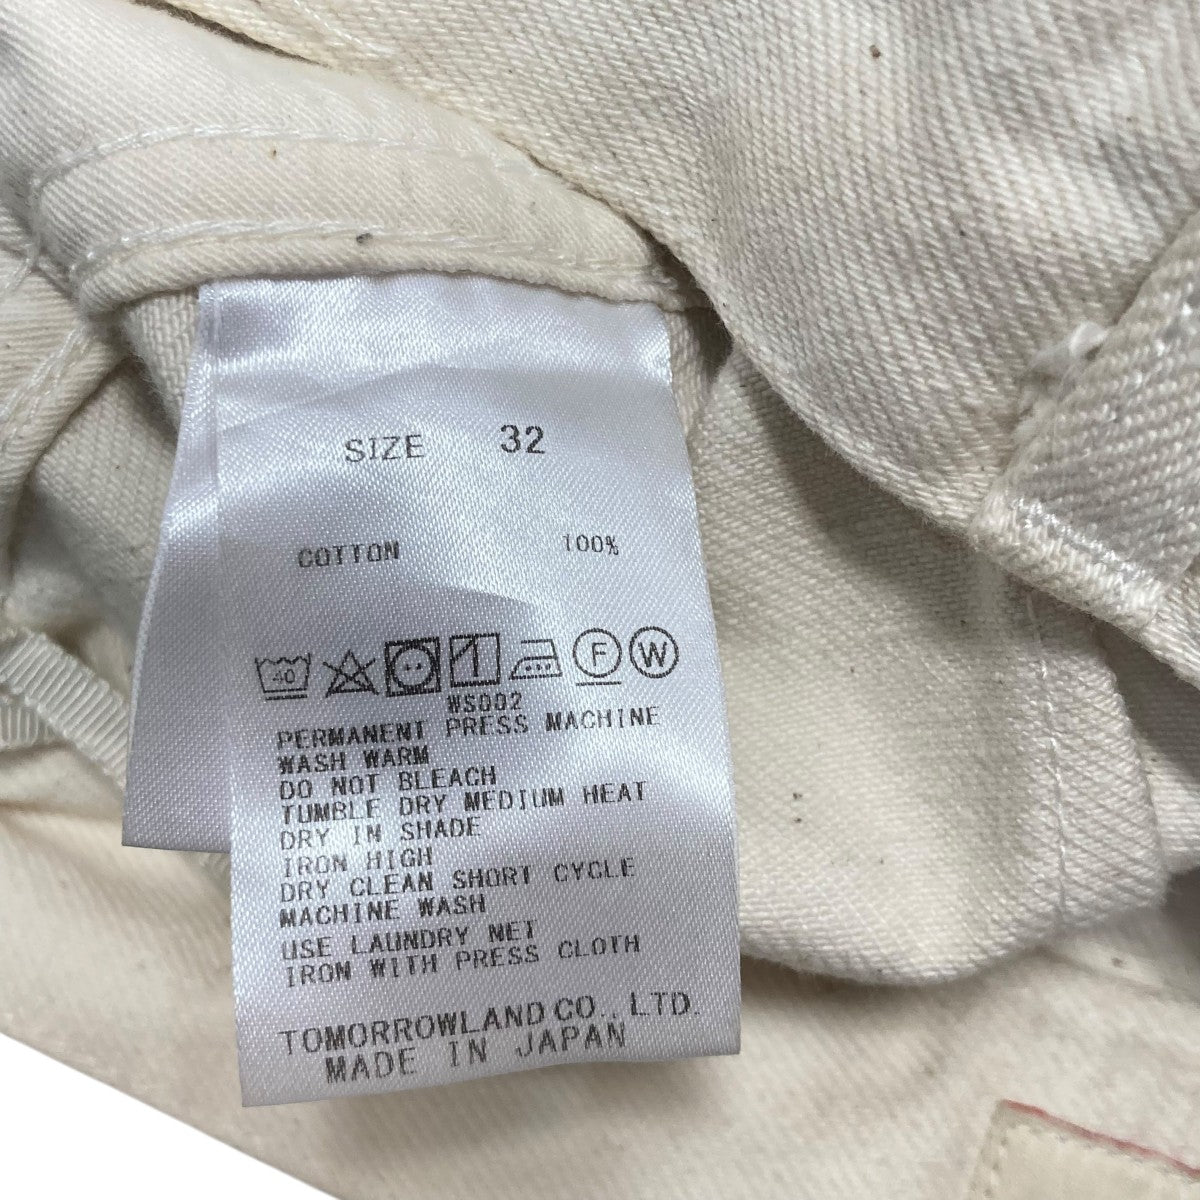 SIZE 32
COTTON 100%
40 F W
WS002
PERMANENT PRESS MACHINE
WASH WARM
DO NOT BLEACH
TUMBLE DRY MEDIUM HEAT
DRY IN SHADE
IRON HIGH
DRY CLEAN SHORT CYCLE
MACHINE WASH
USE LAUNDRY NET
IRON WITH PRESS CLOTH
TOMORROWLAND CO., LTD.
MADE IN JAPAN